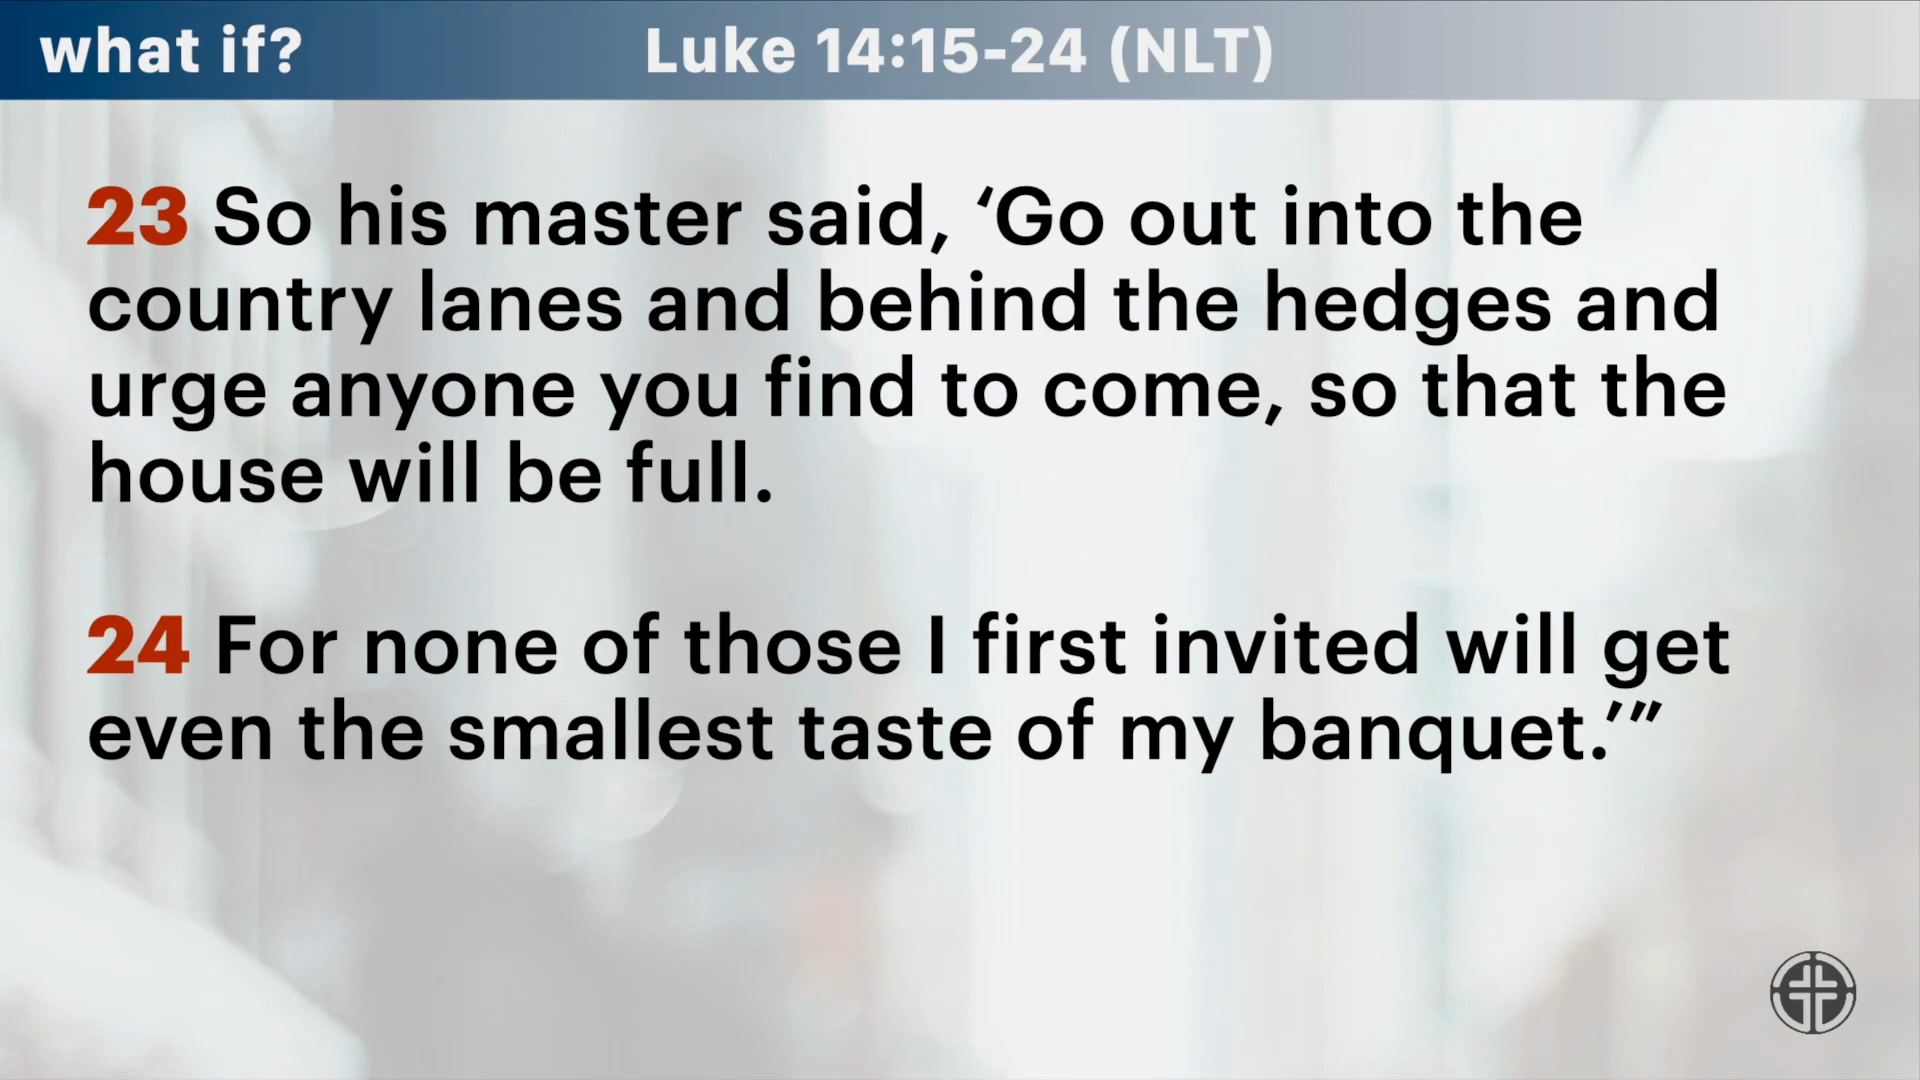 what if?
Luke 14:15-24 (NLT)
23 So his master said, ‘Go out into the
country lanes and behind the hedges and
urge anyone you find to come, so that the
house will be full.
24 For none of those I first invited will get
even the smallest taste of my banquet.’”